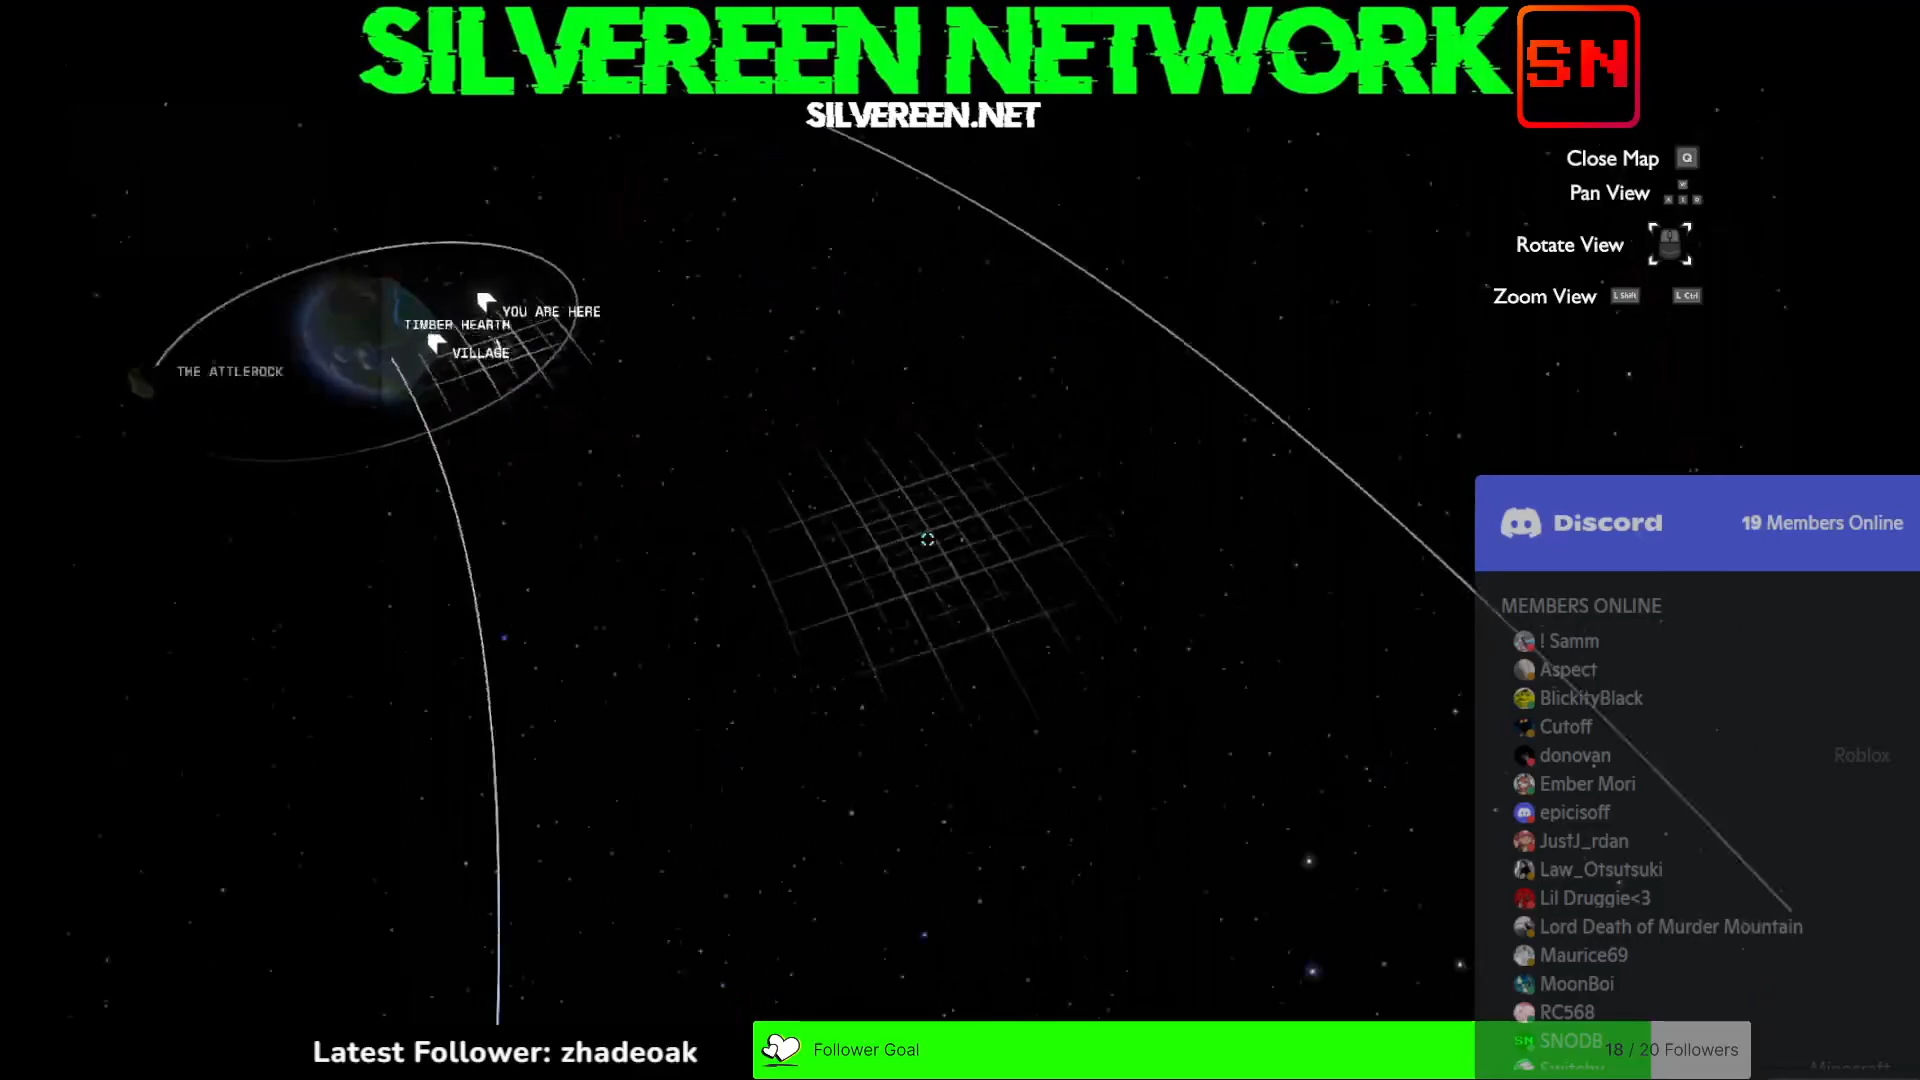 SILVEREEN NETWORK
SN
SILVEREEN.NET
Close Map Q
Pan View
Rotate View
Zoom View L Shift L Ctrl
YOU ARE HERE
TIMBER HEARTH
VILLAGE
THE ATTLEROCK
Discord 19 Members Online
MEMBERS ONLINE
! Samm
Aspect
BlickityBlack
Cutoff
donovan Roblox
Ember Mori
epicisoff
JustJ_rdan
Law_Otsutsuki
Lil Druggie<3
Lord Death of Murder Mountain
Maurice69
MoonBoi
RC568
SN SNODB
Latest Follower: zhadeoak
Follower Goal 18 / 20 Followers